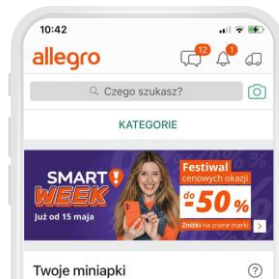 10:42
allegro
12
Czego szukasz?
KATEGORIE
SMART!
WEEK
Już od 15 maja
Festiwal
cenowych okazji
do
-50%
Zniżki na znane marki
Twoje miniapki
?